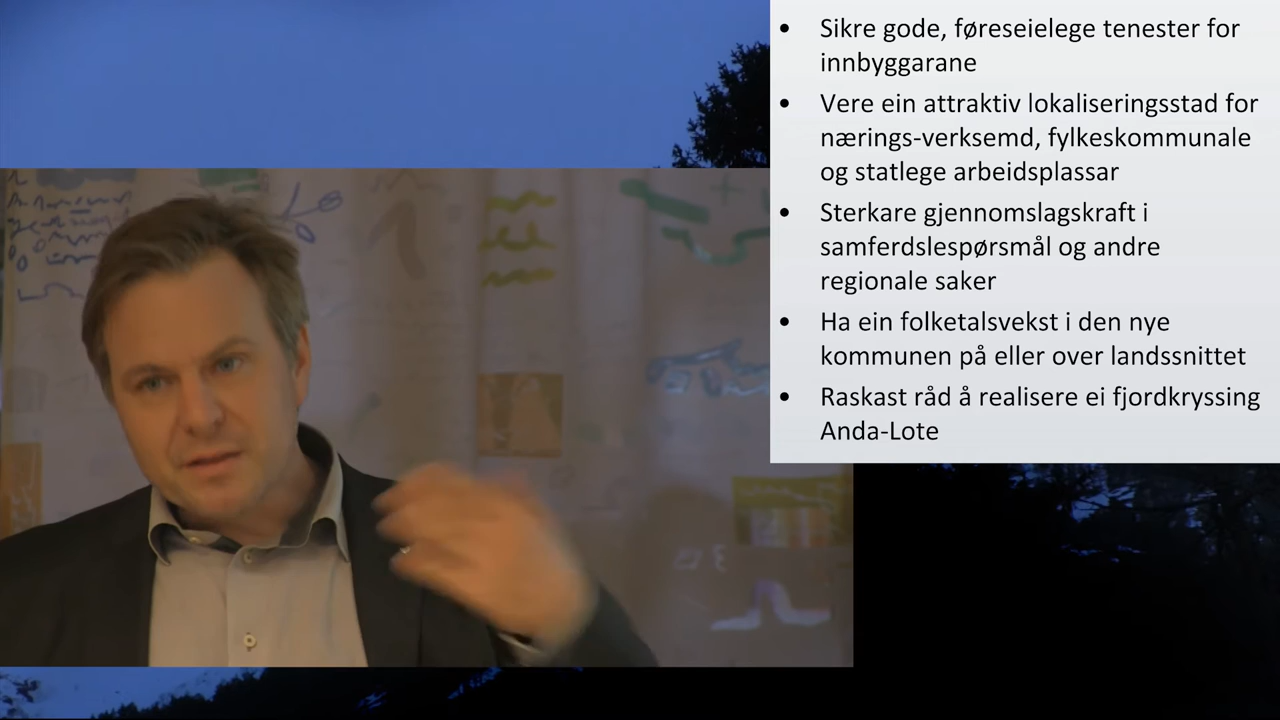 • Sikre gode, føreseielege tenester for
innbyggarane
• Vere ein attraktiv lokaliseringsstad for
nærings-verksemd, fylkeskommunale
og statlege arbeidsplassar
• Sterkare gjennomslagskraft i
samferdslespørsmål og andre
regionale saker
• Ha ein folketalsvekst i den nye
kommunen på eller over landssnittet
• Raskast råd å realisere ei fjordkryssing
Anda-Lote